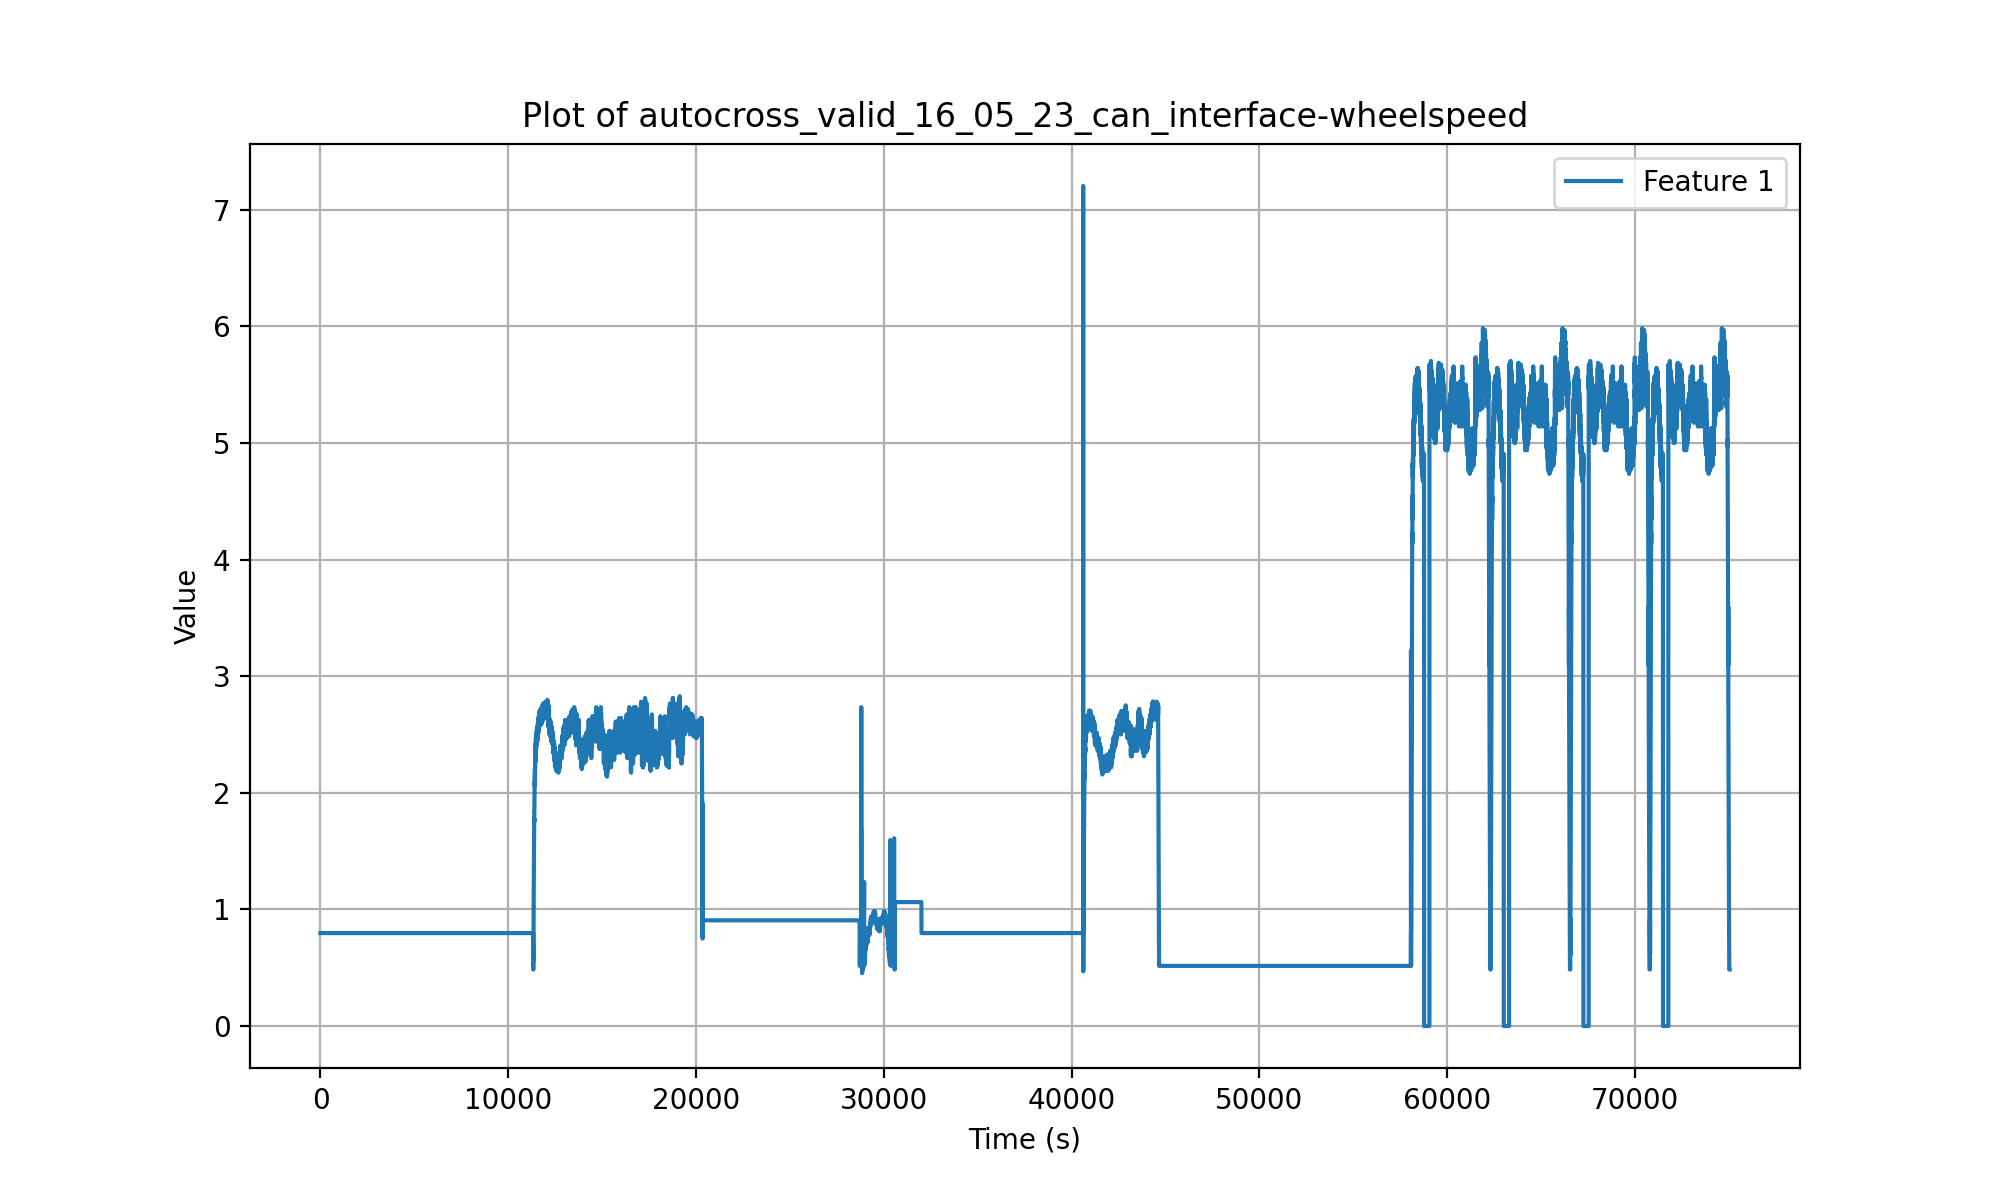 Plot of autocross_valid_16_05_23_can_interface-wheelspeed
Feature 1
7
6
5
4
3
2
1
0
Value
0 10000 20000 30000 40000 50000 60000 70000
Time (s)